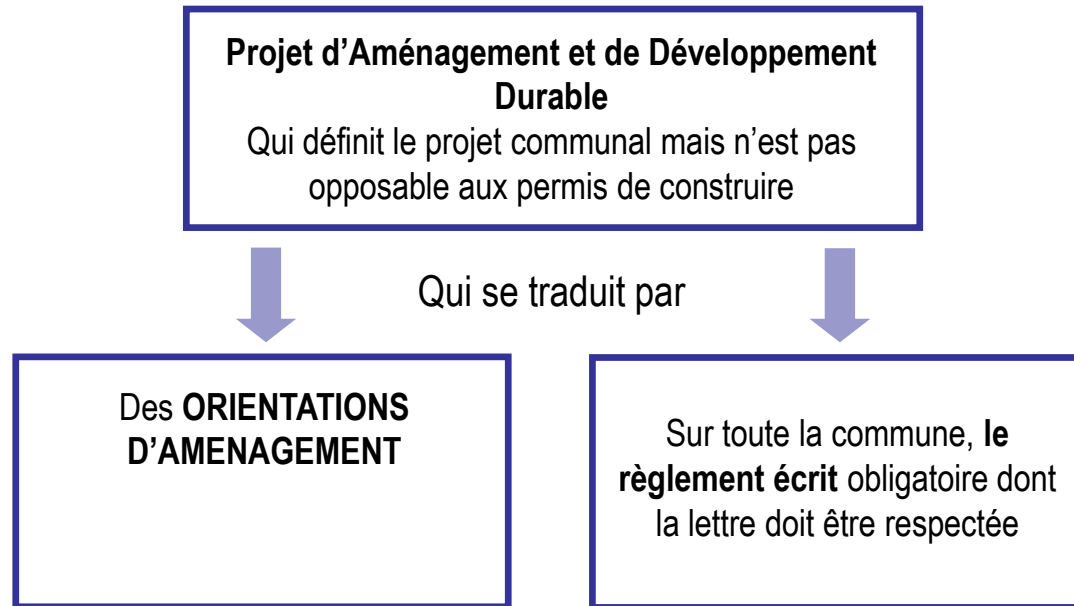 Projet d’Aménagement et de Développement
Durable
Qui définit le projet communal mais n’est pas
opposable aux permis de construire
Qui se traduit par
Des ORIENTATIONS
D’AMENAGEMENT
Sur toute la commune, le
règlement écrit obligatoire dont
la lettre doit être respectée